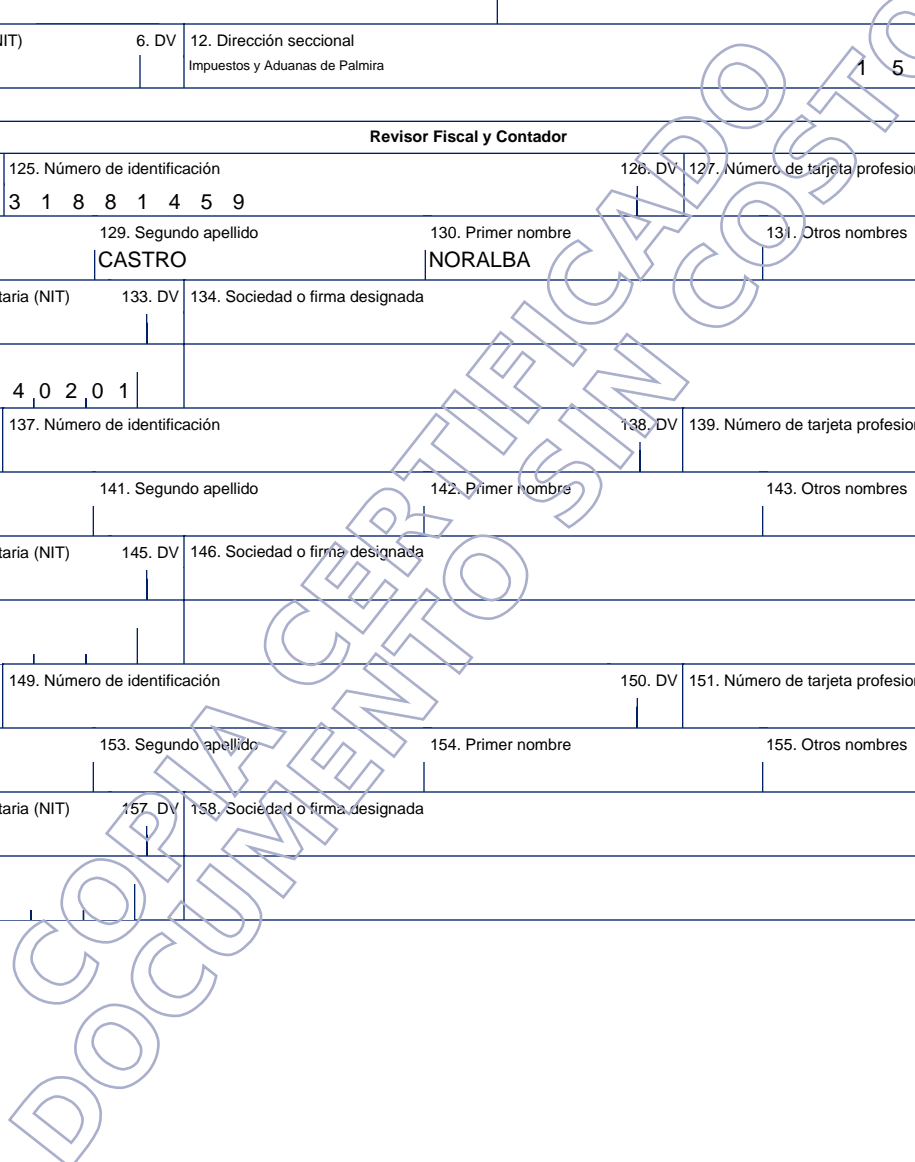 IIT) 6. DV 12. Dirección seccional
Impuestos y Aduanas de Palmira 1 5
Revisor Fiscal y Contador
125. Número de identificación 126. DV 127. Número de tarjeta profesion
3 1 8 8 1 4 5 9
129. Segundo apellido 130. Primer nombre 131. Otros nombres
CASTRO NORALBA
taria (NIT) 133. DV 134. Sociedad o firma designada
4 0 2 0 1
137. Número de identificación 138. DV 139. Número de tarjeta profesion
141. Segundo apellido 142. Primer nombre 143. Otros nombres
taria (NIT) 145. DV 146. Sociedad o firma designada
149. Número de identificación 150. DV 151. Número de tarjeta profesion
153. Segundo apellido 154. Primer nombre 155. Otros nombres
taria (NIT) 157. DV 158. Sociedad o firma designada
COPIA CERTIFICADO
DOCUMENTO SIN COSTO